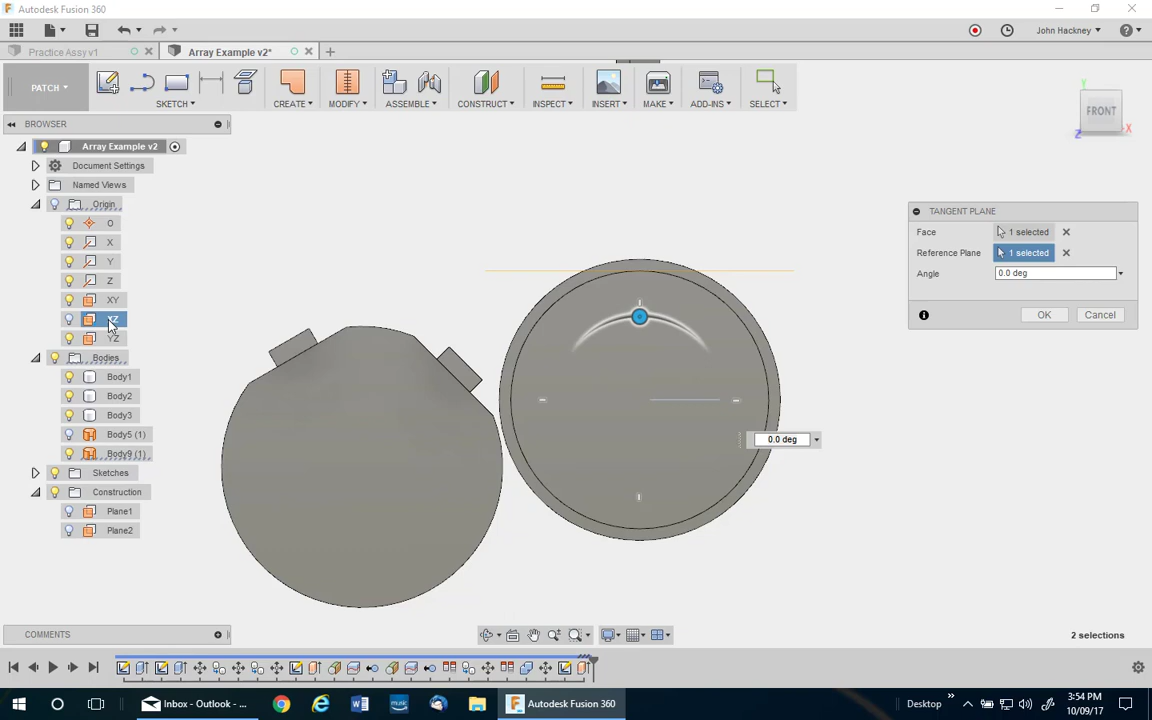 Autodesk Fusion 360
John Hackney
Practice Assy v1
Array Example v2*
PATCH
SKETCH
CREATE
MODIFY
ASSEMBLE
CONSTRUCT
INSPECT
INSERT
MAKE
ADD-INS
SELECT
BROWSER
Array Example v2
Document Settings
Named Views
Origin
O
X
Y
Z
XY
YZ
Bodies
Body1
Body2
Body3
Body5 (1)
Body9 (1)
Sketches
Construction
Plane1
Plane2
FRONT
Y
X
Z
TANGENT PLANE
Face 1 selected
Reference Plane 1 selected
Angle 0.0 deg
OK Cancel
0.0 deg
COMMENTS
2 selections
Inbox - Outlook - ...
Autodesk Fusion 360
Desktop
3:54 PM
10/09/17